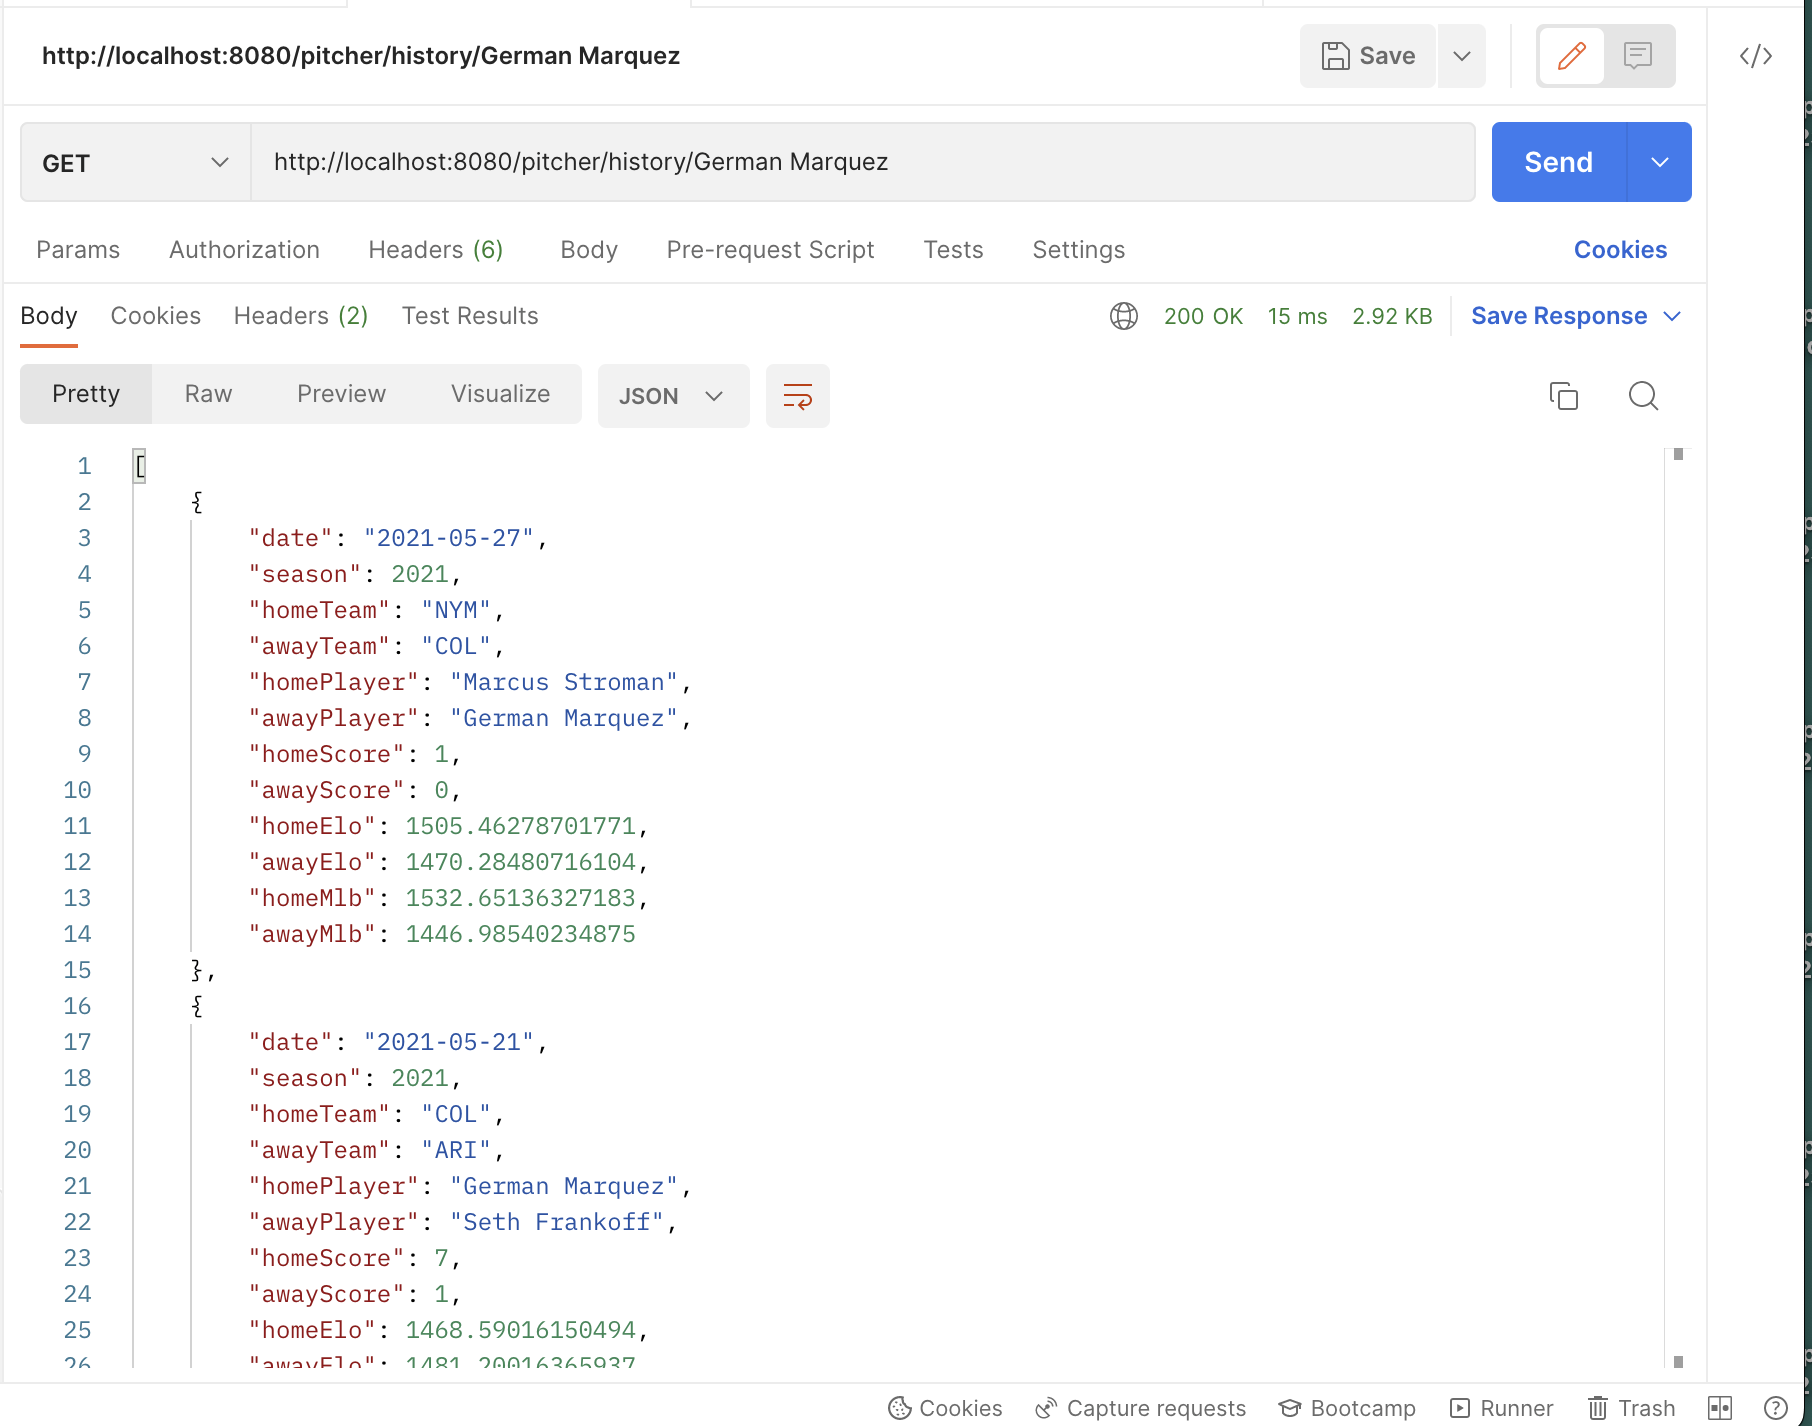 http://localhost:8080/pitcher/history/German Marquez
Save
GET http://localhost:8080/pitcher/history/German Marquez Send
Params Authorization Headers (6) Body Pre-request Script Tests Settings Cookies
Body Cookies Headers (2) Test Results 200 OK 15 ms 2.92 KB Save Response
Pretty Raw Preview Visualize JSON
1 [
2 {
3 "date": "2021-05-27",
4 "season": 2021,
5 "homeTeam": "NYM",
6 "awayTeam": "COL",
7 "homePlayer": "Marcus Stroman",
8 "awayPlayer": "German Marquez",
9 "homeScore": 1,
10 "awayScore": 0,
11 "homeElo": 1505.46278701771,
12 "awayElo": 1470.28480716104,
13 "homeMlb": 1532.65136327183,
14 "awayMlb": 1446.98540234875
15 },
16 {
17 "date": "2021-05-21",
18 "season": 2021,
19 "homeTeam": "COL",
20 "awayTeam": "ARI",
21 "homePlayer": "German Marquez",
22 "awayPlayer": "Seth Frankoff",
23 "homeScore": 7,
24 "awayScore": 1,
25 "homeElo": 1468.59016150494,
26 "awayElo": 1481.20016365937
Cookies Capture requests Bootcamp Runner Trash